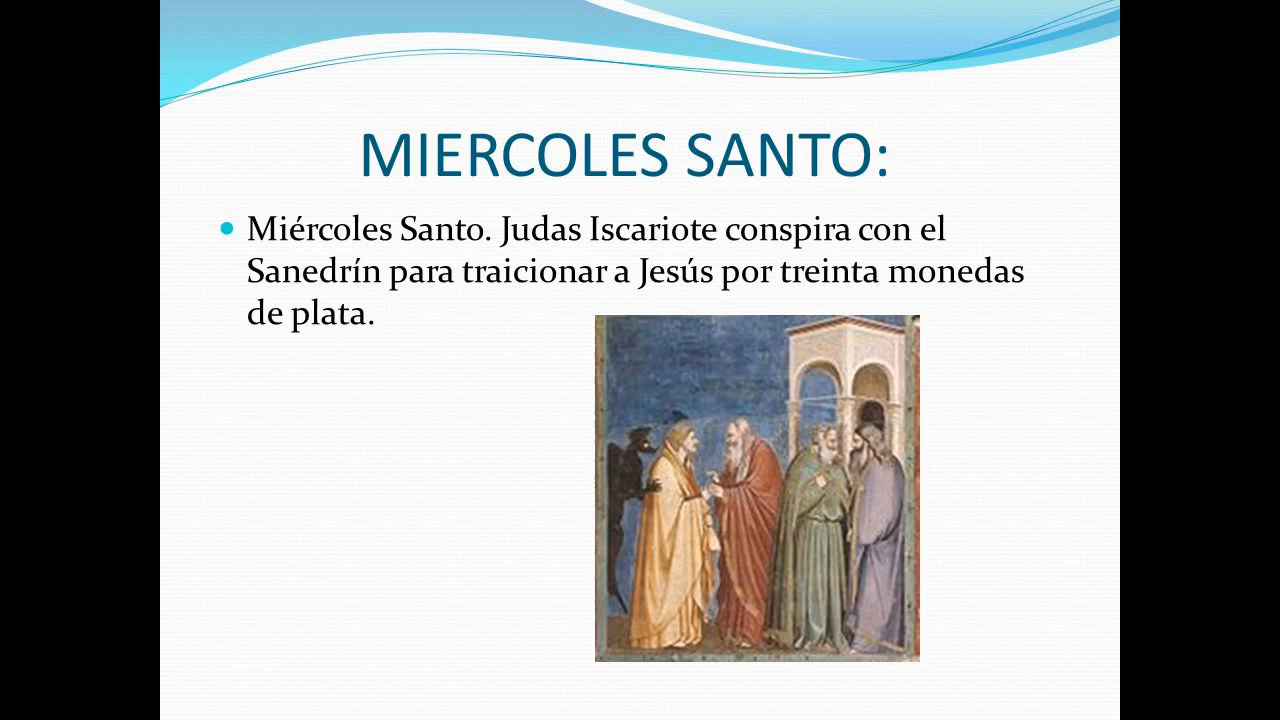 MIERCOLES SANTO:
Miércoles Santo. Judas Iscariote conspira con el
Sanedrín para traicionar a Jesús por treinta monedas
de plata.